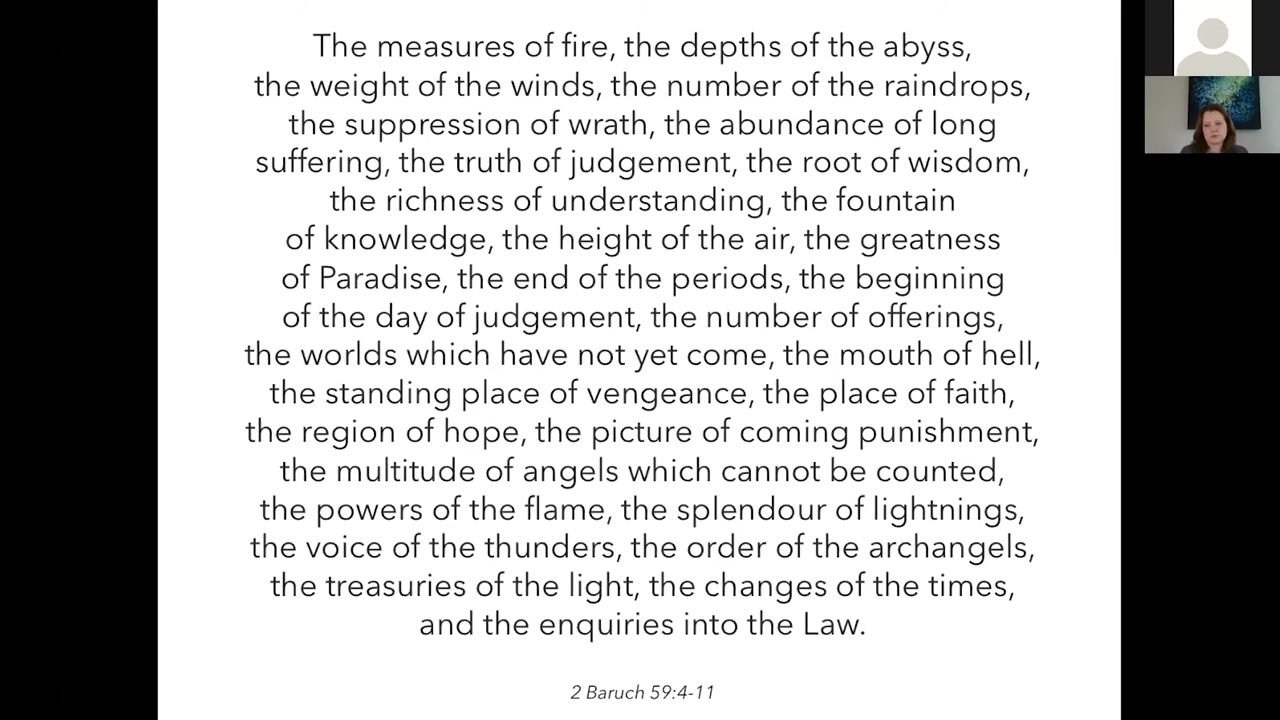 The measures of fire, the depths of the abyss,
the weight of the winds, the number of the raindrops,
the suppression of wrath, the abundance of long
suffering, the truth of judgement, the root of wisdom,
the richness of understanding, the fountain
of knowledge, the height of the air, the greatness
of Paradise, the end of the periods, the beginning
of the day of judgement, the number of offerings,
the worlds which have not yet come, the mouth of hell,
the standing place of vengeance, the place of faith,
the region of hope, the picture of coming punishment,
the multitude of angels which cannot be counted,
the powers of the flame, the splendour of lightnings,
the voice of the thunders, the order of the archangels,
the treasuries of the light, the changes of the times,
and the enquiries into the Law.
2 Baruch 59:4-11